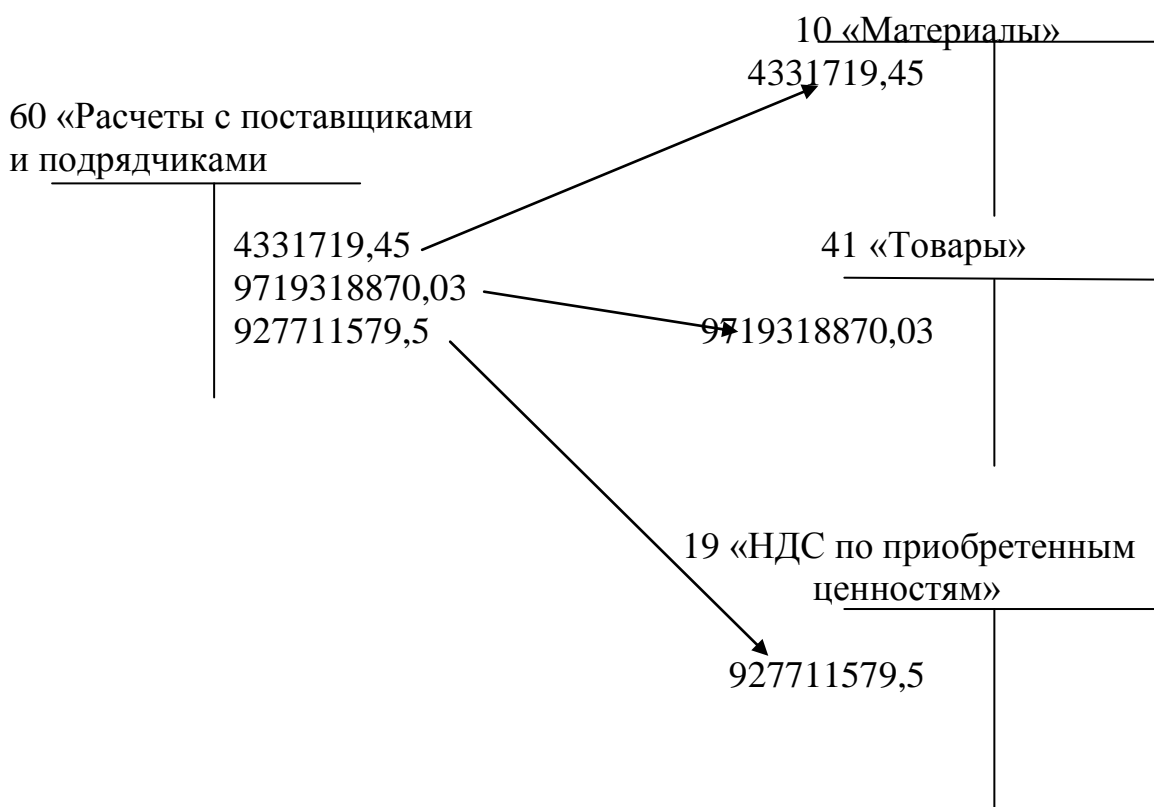 10 «Материалы»
4331719,45
60 «Расчеты с поставщиками
и подрядчиками
4331719,45
9719318870,03
927711579,5
41 «Товары»
9719318870,03
19 «НДС по приобретенным
ценностям»
927711579,5